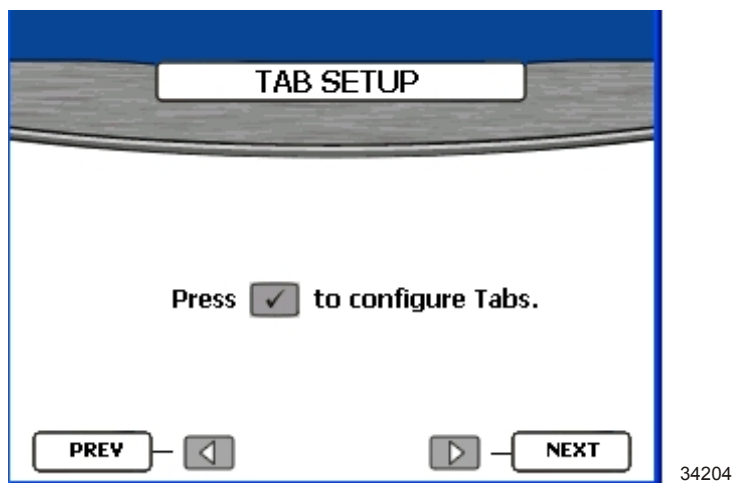 TAB SETUP
Press ✓ to configure Tabs.
PREV
NEXT
34204